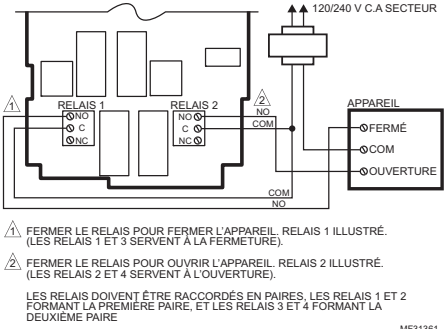 120/240 V C.A SECTEUR
1
RELAIS 1
NO
C
NC
RELAIS 2
NO
C
NC
2
NO
COM
APPAREIL
FERMÉ
COM
OUVERTURE
COM
NO
1 FERMER LE RELAIS POUR FERMER L'APPAREIL. RELAIS 1 ILLUSTRÉ.
(LES RELAIS 1 ET 3 SERVENT À LA FERMETURE).
2 FERMER LE RELAIS POUR OUVRIR L'APPAREIL. RELAIS 2 ILLUSTRÉ.
(LES RELAIS 2 ET 4 SERVENT À L'OUVERTURE).
LES RELAIS DOIVENT ÊTRE RACCORDÉS EN PAIRES, LES RELAIS 1 ET 2
FORMANT LA PREMIÈRE PAIRE, ET LES RELAIS 3 ET 4 FORMANT LA
DEUXIÈME PAIRE
MF31361